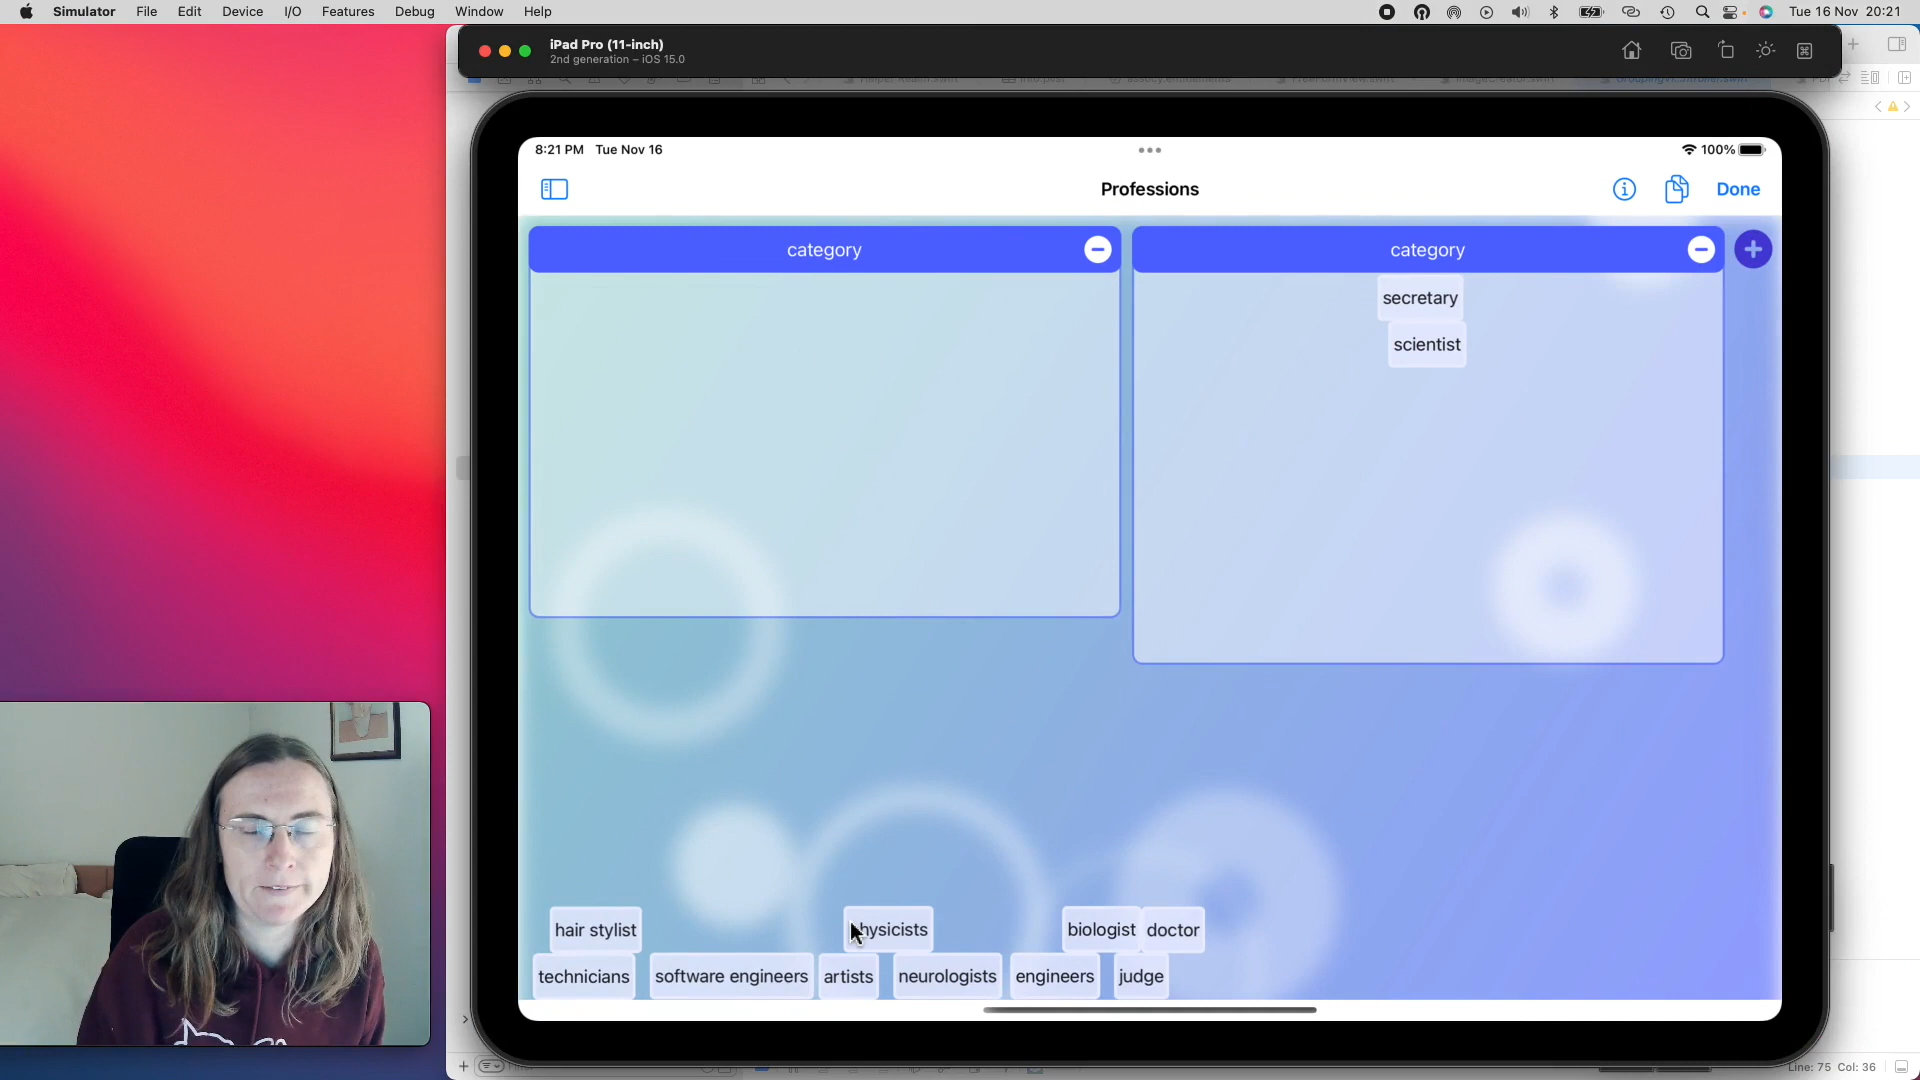 Simulator File Edit Device I/O Features Debug Window Help
Tue 16 Nov 20:21
iPad Pro (11-inch)
2nd generation – iOS 15.0
8:21 PM Tue Nov 16
100%
Professions
Done
category
category
secretary
scientist
hair stylist
biologist
doctor
technicians
software engineers
artists
neurologists
engineers
judge
Line: 75 Col: 36